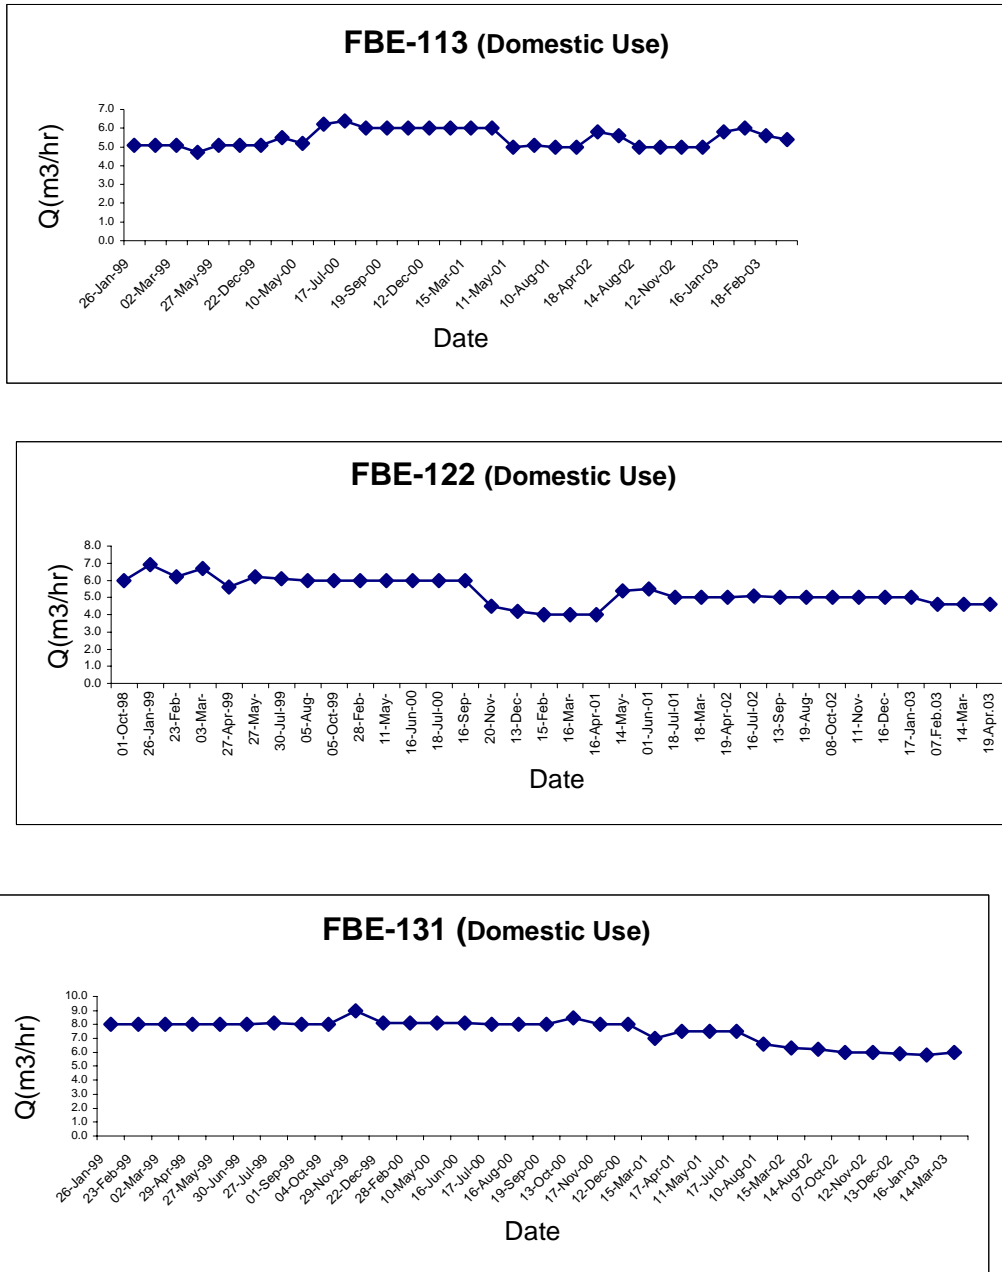 FBE-113 (Domestic Use)
7.0
6.0
5.0
4.0
3.0
2.0
1.0
0.0
Q(m3/hr)
26-Jan-99
02-Mar-99
27-May-99
22-Dec-99
10-May-00
17-Jul-00
19-Sep-00
12-Dec-00
15-Mar-01
11-May-01
10-Aug-01
18-Apr-02
14-Aug-02
12-Nov-02
16-Jan-03
18-Feb-03
Date
FBE-122 (Domestic Use)
8.0
7.0
6.0
5.0
4.0
3.0
2.0
1.0
0.0
Q(m3/hr)
01-Oct-98
26-Jan-99
23-Feb-
03-Mar-
27-Apr-99
27-May-
30-Jul-99
05-Aug-
05-Oct-99
28-Feb-
11-May-
16-Jun-00
18-Jul-00
16-Sep-
20-Nov-
13-Dec-
15-Feb-
16-Mar-
16-Apr-01
14-May-
01-Jun-01
18-Jul-01
18-Mar-
19-Apr-02
16-Jul-02
13-Sep-
19-Aug-
08-Oct-02
11-Nov-
16-Dec-
17-Jan-03
07.Feb.03
14-Mar-
19.Apr.03
Date
FBE-131 (Domestic Use)
10.0
9.0
8.0
7.0
6.0
5.0
4.0
3.0
2.0
1.0
0.0
Q(m3/hr)
26-Jan-99
23-Feb-99
02-Mar-99
29-Apr-99
27-May-99
30-Jun-99
27-Jul-99
01-Sep-99
04-Oct-99
29-Nov-99
22-Dec-99
28-Feb-00
10-May-00
16-Jun-00
17-Jul-00
16-Aug-00
19-Sep-00
13-Oct-00
17-Nov-00
12-Dec-00
15-Mar-01
17-Apr-01
11-May-01
17-Jul-01
10-Aug-01
15-Mar-02
14-Aug-02
07-Oct-02
12-Nov-02
13-Dec-02
16-Jan-03
14-Mar-03
Date